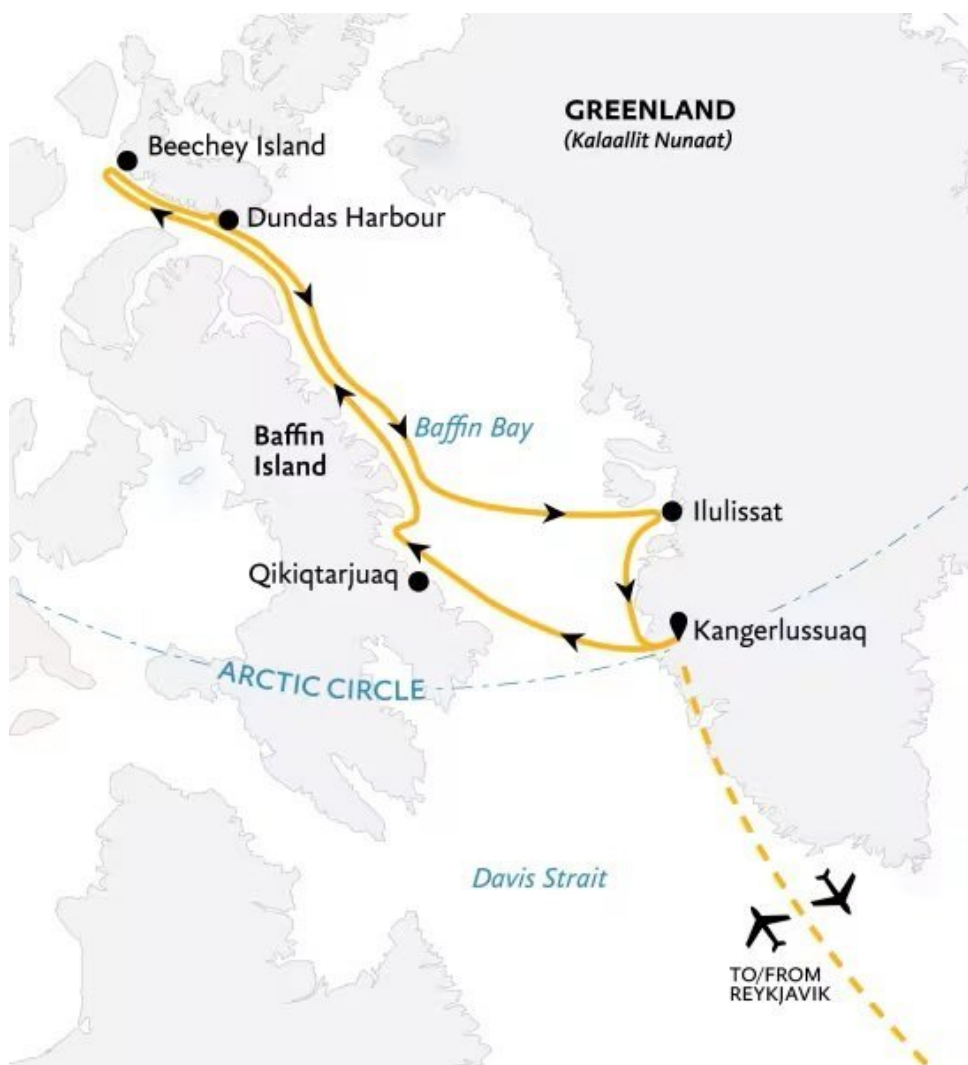 GREENLAND
(Kalaallit Nunaat)
Beechey Island
Dundas Harbour
Baffin
Island
Baffin Bay
Ilulissat
Qikiqtarjuaq
Kangerlussuaq
ARCTIC CIRCLE
Davis Strait
TO/FROM
REYKJAVIK